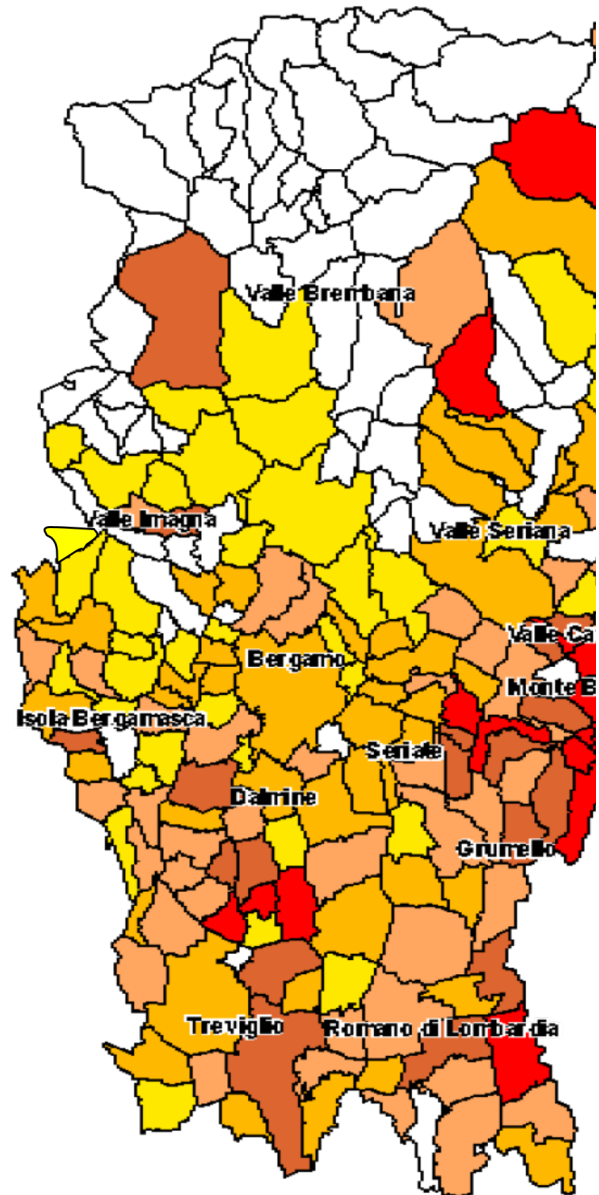 Valle Brembana
Valle Imagna
Valle Seriana
Valle Ca
Bergamo
Monte B
Isola Bergamasca
Seriate
Dalmine
Grumello
Treviglio
Romano di Lombardia